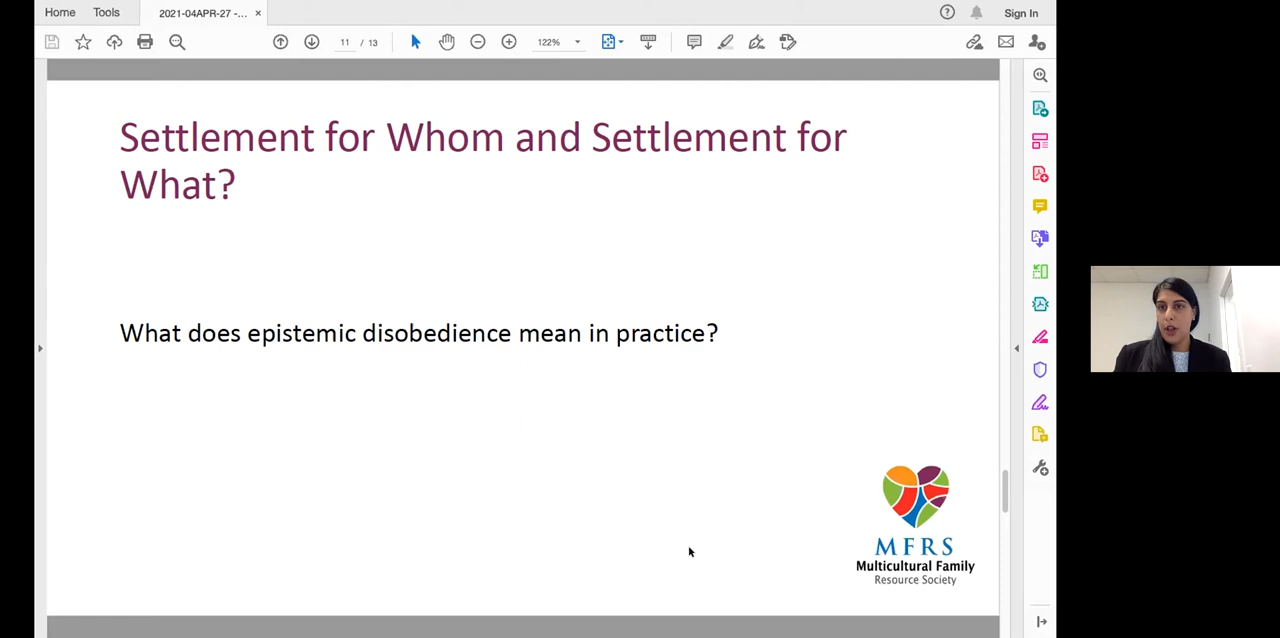 Home Tools 2021-04APR-27 -... × Sign In
11 / 13 122%
Settlement for Whom and Settlement for
What?
What does epistemic disobedience mean in practice?
MFRS
Multicultural Family
Resource Society